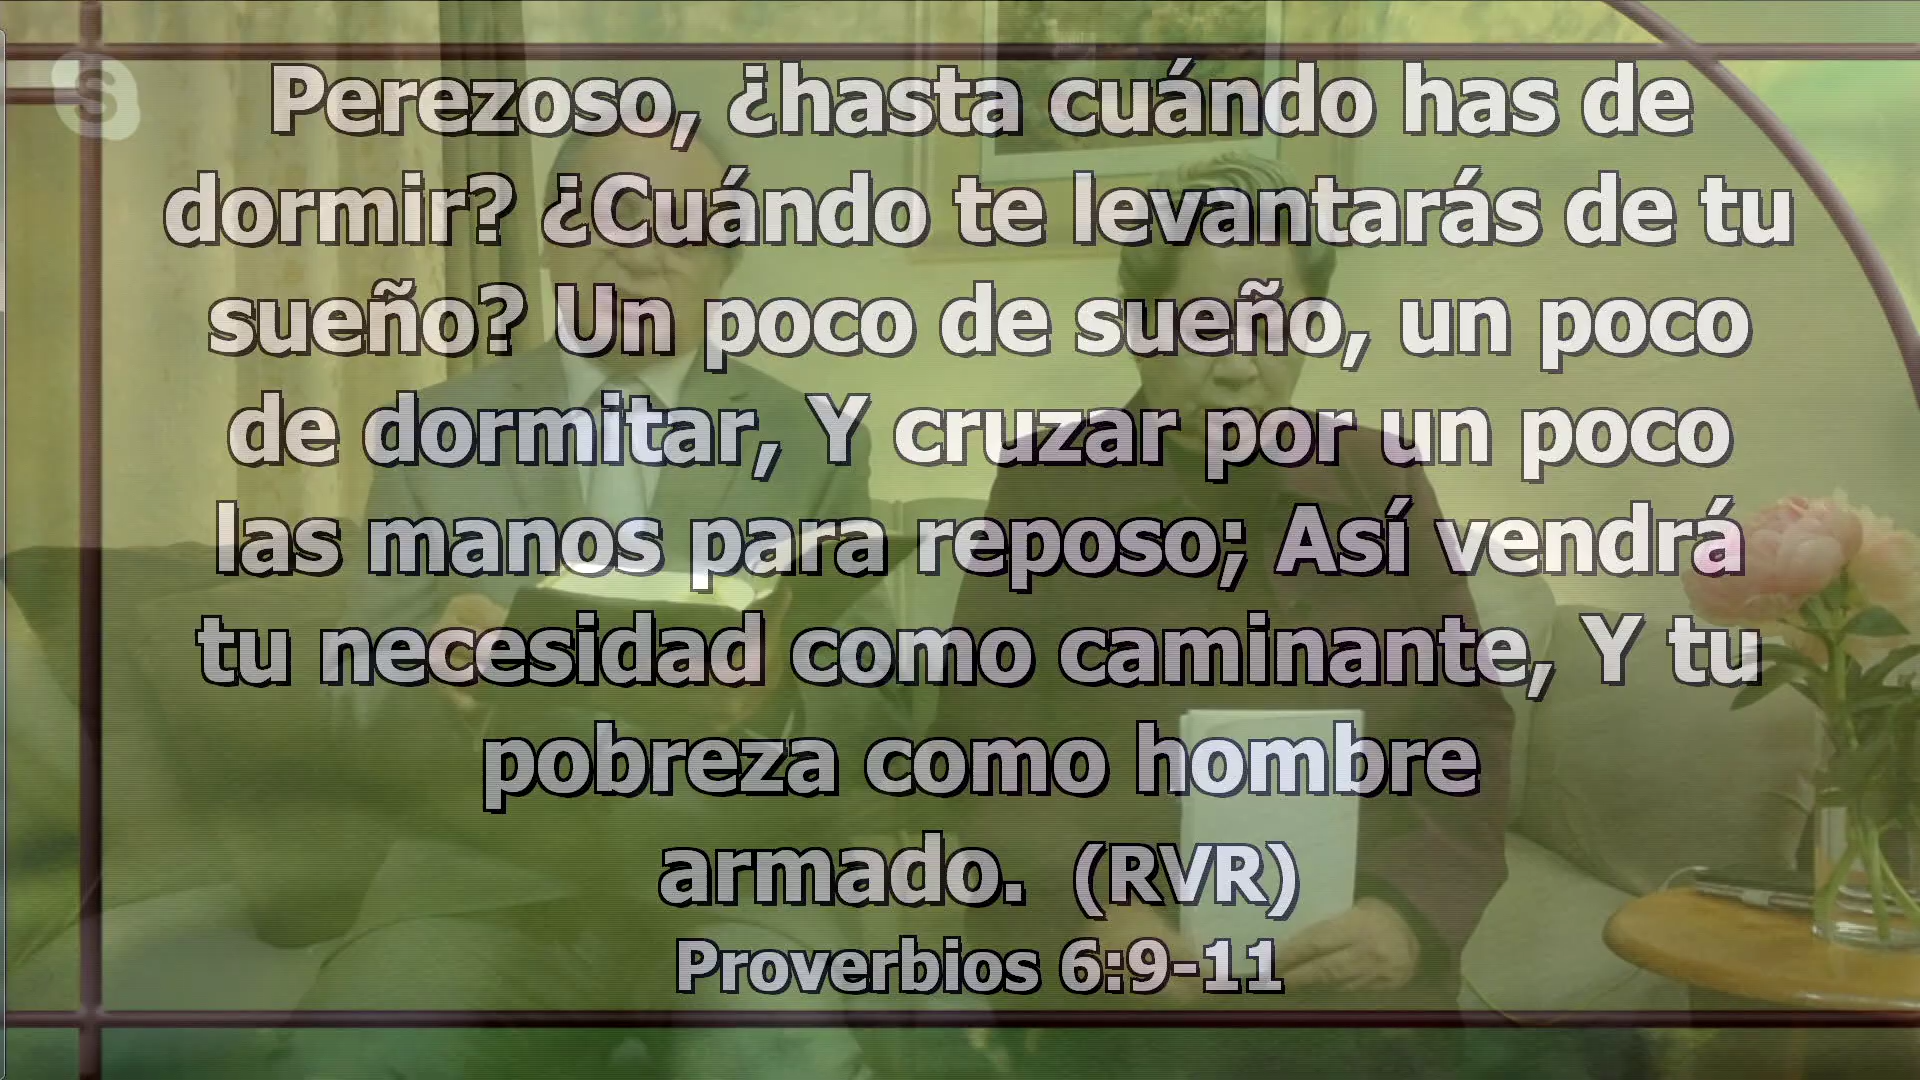 S
Perezoso, ¿hasta cuándo has de
dormir? ¿Cuándo te levantarás de tu
sueño? Un poco de sueño, un poco
de dormitar, Y cruzar por un poco
las manos para reposo; Así vendrá
tu necesidad como caminante, Y tu
pobreza como hombre
armado. (RVR)
Proverbios 6:9-11